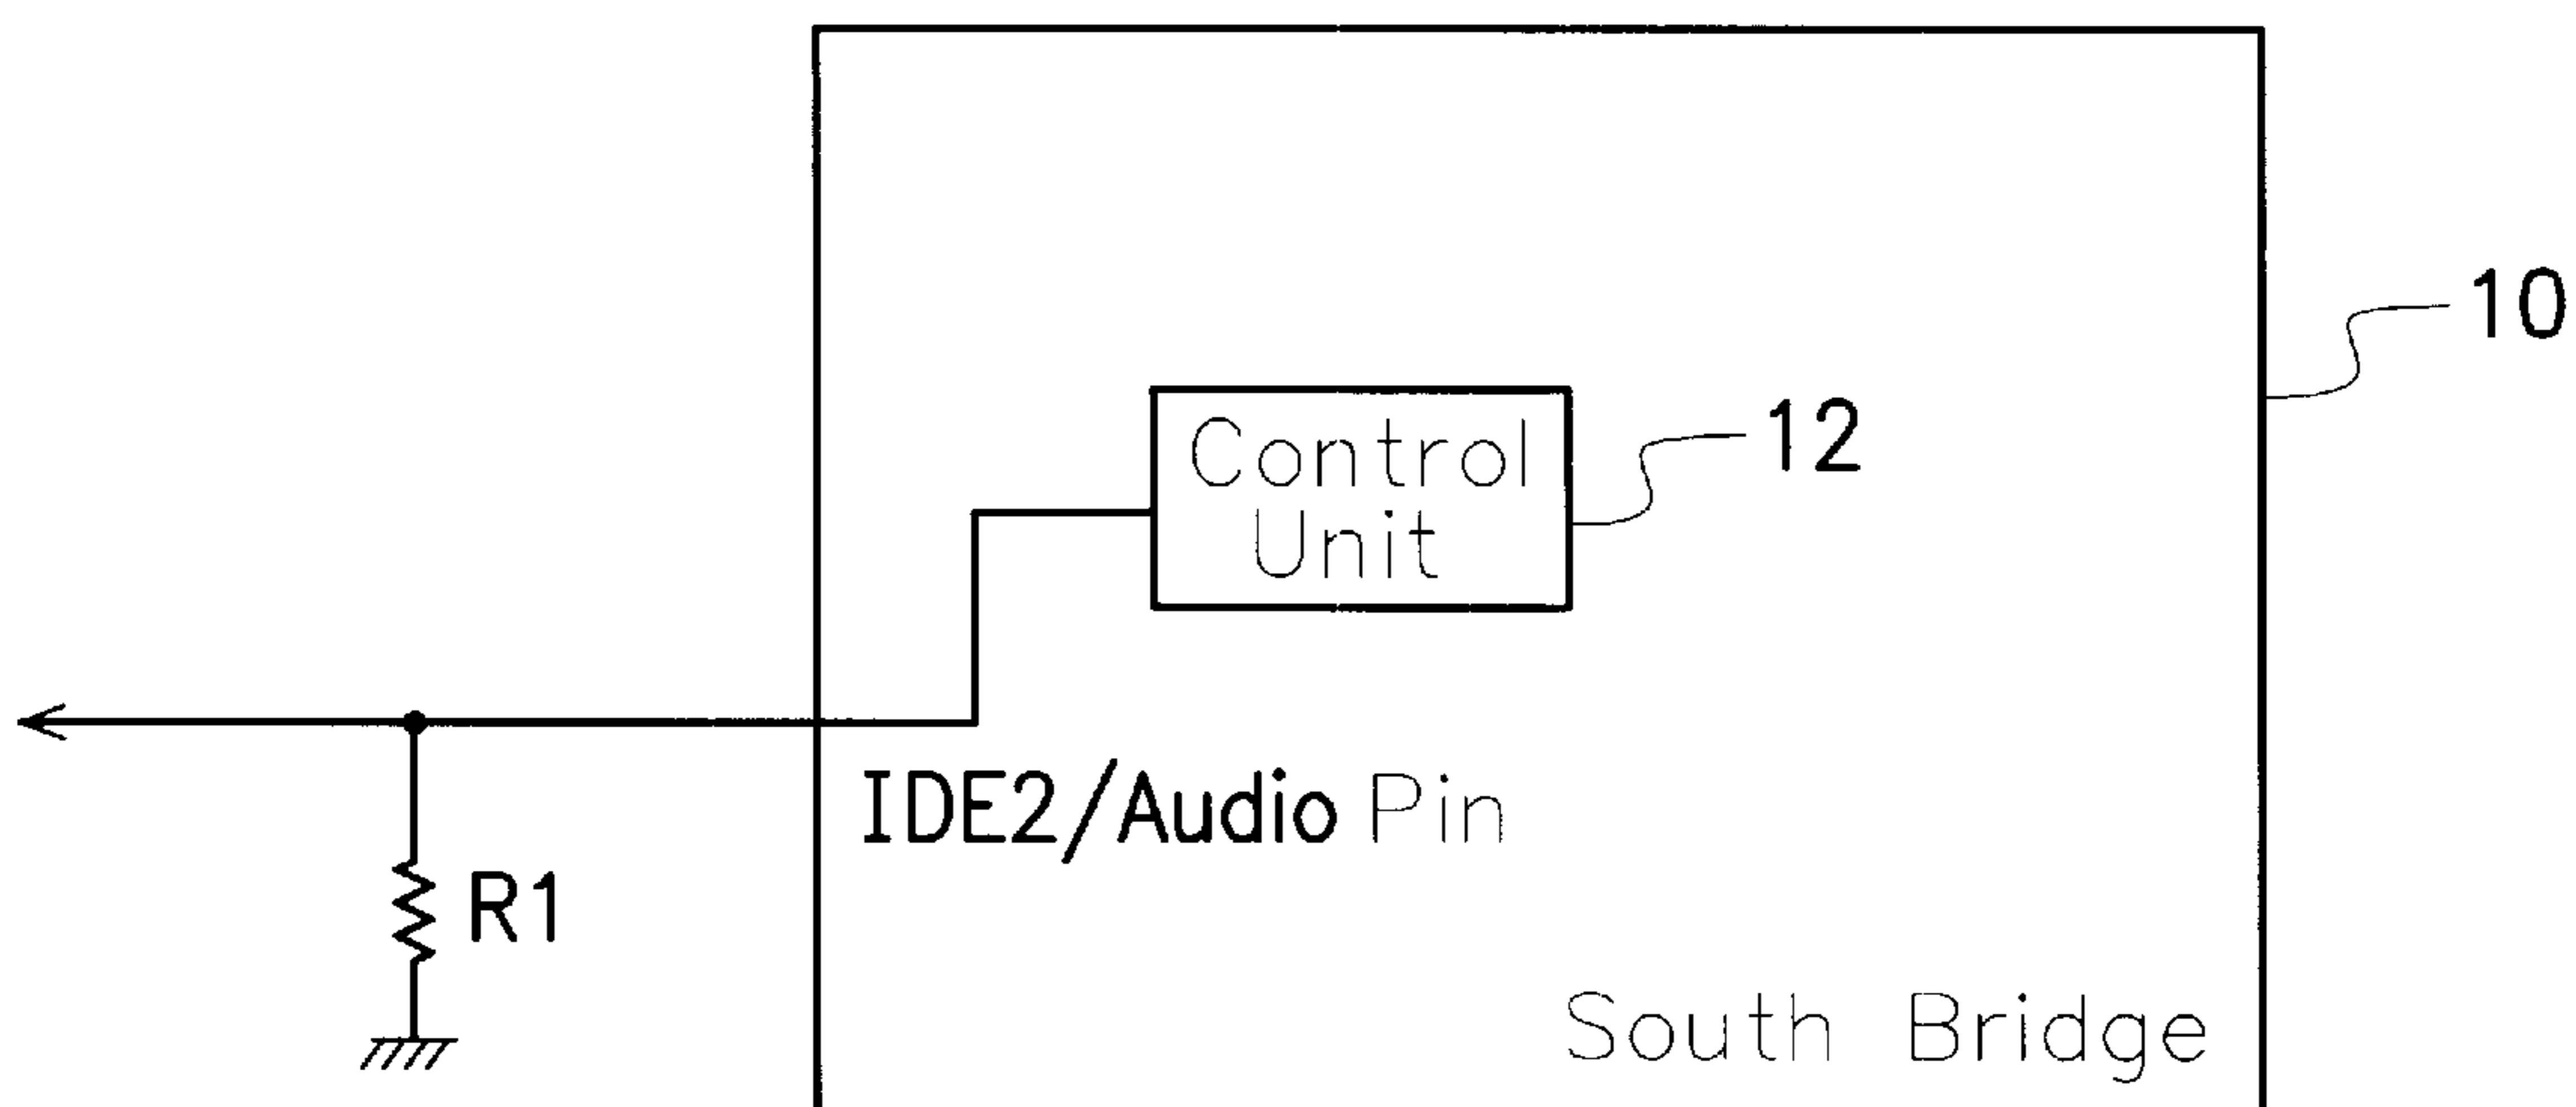 10
12
Control
Unit
IDE2/Audio Pin
R1
South Bridge